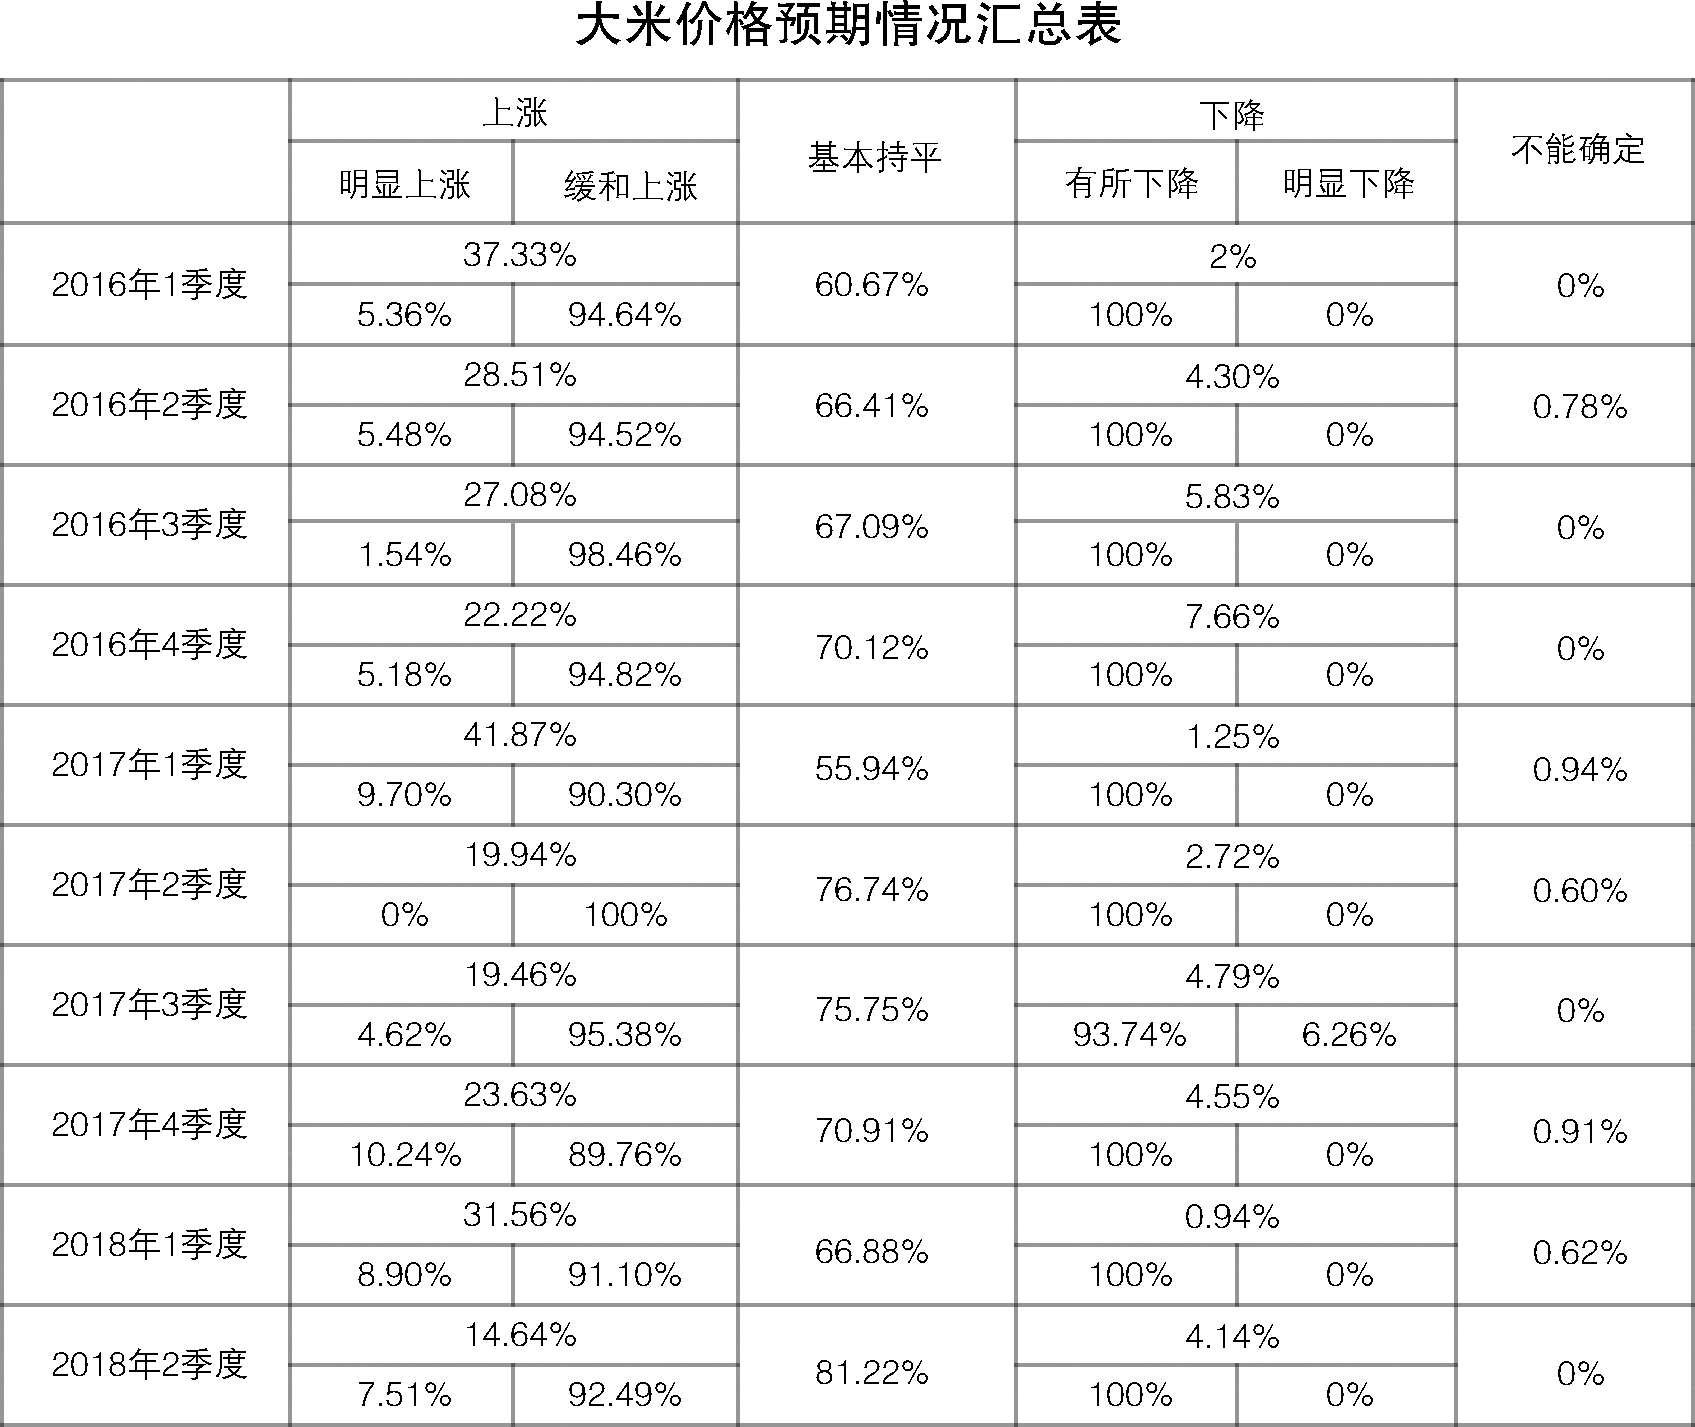 大米价格预期情况汇总表
上涨 基本持平 下降 不能确定
明显上涨 缓和上涨 有所下降 明显下降
2016年1季度 37.33% 60.67% 2% 0%
5.36% 94.64% 100% 0%
2016年2季度 28.51% 66.41% 4.30% 0.78%
5.48% 94.52% 100% 0%
2016年3季度 27.08% 67.09% 5.83% 0%
1.54% 98.46% 100% 0%
2016年4季度 22.22% 70.12% 7.66% 0%
5.18% 94.82% 100% 0%
2017年1季度 41.87% 55.94% 1.25% 0.94%
9.70% 90.30% 100% 0%
2017年2季度 19.94% 76.74% 2.72% 0.60%
0% 100% 100% 0%
2017年3季度 19.46% 75.75% 4.79% 0%
4.62% 95.38% 93.74% 6.26%
2017年4季度 23.63% 70.91% 4.55% 0.91%
10.24% 89.76% 100% 0%
2018年1季度 31.56% 66.88% 0.94% 0.62%
8.90% 91.10% 100% 0%
2018年2季度 14.64% 81.22% 4.14% 0%
7.51% 92.49% 100% 0%